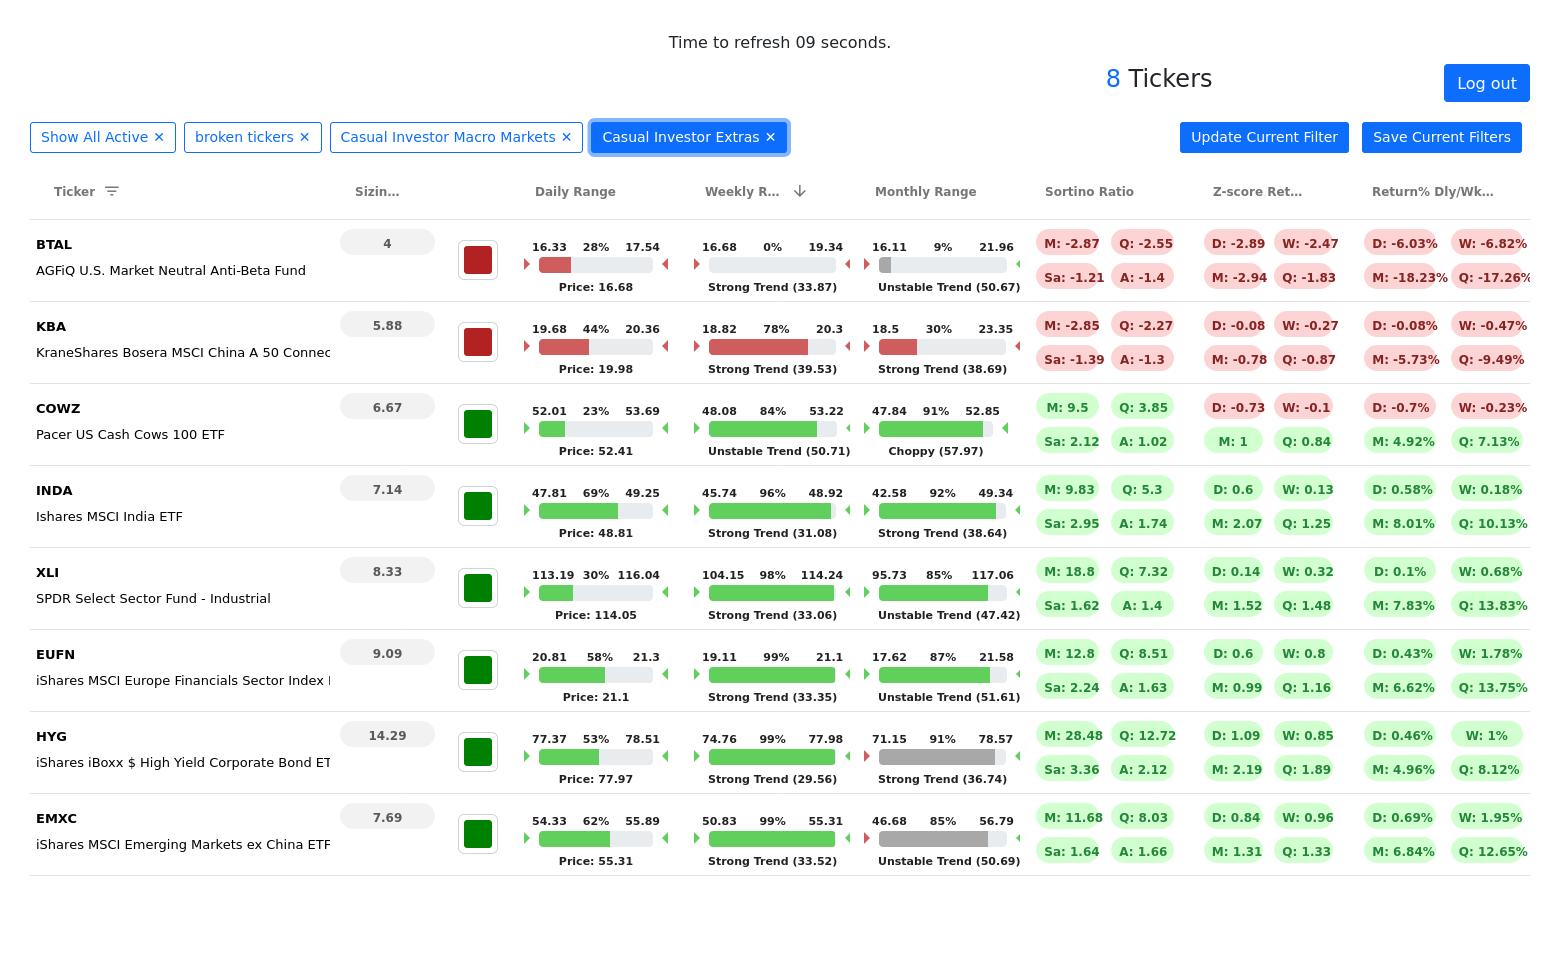 Time to refresh 09 seconds.
8 Tickers
Log out
Show All Active ✕ broken tickers ✕ Casual Investor Macro Markets ✕ Casual Investor Extras ✕ Update Current Filter Save Current Filters
Ticker Sizin… Daily Range Weekly R… Monthly Range Sortino Ratio Z-score Ret… Return% Dly/Wk…
BTAL 4 16.33 28% 17.54 16.68 0% 19.34 16.11 9% 21.96 M: -2.87 Q: -2.55 D: -2.89 W: -2.47 D: -6.03% W: -6.82%
AGFiQ U.S. Market Neutral Anti-Beta Fund Price: 16.68 Strong Trend (33.87) Unstable Trend (50.67) Sa: -1.21 A: -1.4 M: -2.94 Q: -1.83 M: -18.23% Q: -17.26%
KBA 5.88 19.68 44% 20.36 18.82 78% 20.3 18.5 30% 23.35 M: -2.85 Q: -2.27 D: -0.08 W: -0.27 D: -0.08% W: -0.47%
KraneShares Bosera MSCI China A 50 Connec Price: 19.98 Strong Trend (39.53) Strong Trend (38.69) Sa: -1.39 A: -1.3 M: -0.78 Q: -0.87 M: -5.73% Q: -9.49%
COWZ 6.67 52.01 23% 53.69 48.08 84% 53.22 47.84 91% 52.85 M: 9.5 Q: 3.85 D: -0.73 W: -0.1 D: -0.7% W: -0.23%
Pacer US Cash Cows 100 ETF Price: 52.41 Unstable Trend (50.71) Choppy (57.97) Sa: 2.12 A: 1.02 M: 1 Q: 0.84 M: 4.92% Q: 7.13%
INDA 7.14 47.81 69% 49.25 45.74 96% 48.92 42.58 92% 49.34 M: 9.83 Q: 5.3 D: 0.6 W: 0.13 D: 0.58% W: 0.18%
Ishares MSCI India ETF Price: 48.81 Strong Trend (31.08) Strong Trend (38.64) Sa: 2.95 A: 1.74 M: 2.07 Q: 1.25 M: 8.01% Q: 10.13%
XLI 8.33 113.19 30% 116.04 104.15 98% 114.24 95.73 85% 117.06 M: 18.8 Q: 7.32 D: 0.14 W: 0.32 D: 0.1% W: 0.68%
SPDR Select Sector Fund - Industrial Price: 114.05 Strong Trend (33.06) Unstable Trend (47.42) Sa: 1.62 A: 1.4 M: 1.52 Q: 1.48 M: 7.83% Q: 13.83%
EUFN 9.09 20.81 58% 21.3 19.11 99% 21.1 17.62 87% 21.58 M: 12.8 Q: 8.51 D: 0.6 W: 0.8 D: 0.43% W: 1.78%
iShares MSCI Europe Financials Sector Index Price: 21.1 Strong Trend (33.35) Unstable Trend (51.61) Sa: 2.24 A: 1.63 M: 0.99 Q: 1.16 M: 6.62% Q: 13.75%
HYG 14.29 77.37 53% 78.51 74.76 99% 77.98 71.15 91% 78.57 M: 28.48 Q: 12.72 D: 1.09 W: 0.85 D: 0.46% W: 1%
iShares iBoxx $ High Yield Corporate Bond ET Price: 77.97 Strong Trend (29.56) Strong Trend (36.74) Sa: 3.36 A: 2.12 M: 2.19 Q: 1.89 M: 4.96% Q: 8.12%
EMXC 7.69 54.33 62% 55.89 50.83 99% 55.31 46.68 85% 56.79 M: 11.68 Q: 8.03 D: 0.84 W: 0.96 D: 0.69% W: 1.95%
iShares MSCI Emerging Markets ex China ETF Price: 55.31 Strong Trend (33.52) Unstable Trend (50.69) Sa: 1.64 A: 1.66 M: 1.31 Q: 1.33 M: 6.84% Q: 12.65%